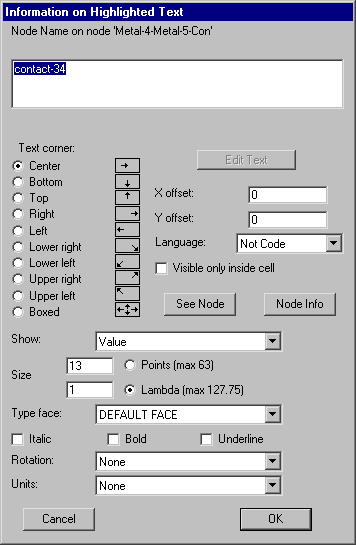 Information on Highlighted Text
Node Name on node 'Metal-4-Metal-5-Con'
contact-34
Text corner:
Center
Bottom
Top
Right
Left
Lower right
Lower left
Upper right
Upper left
Boxed
Edit Text
X offset: 0
Y offset: 0
Language: Not Code
Visible only inside cell
See Node Node Info
Show: Value
Size
13 Points (max 63)
1 Lambda (max 127.75)
Type face: DEFAULT FACE
Italic Bold Underline
Rotation: None
Units: None
Cancel OK